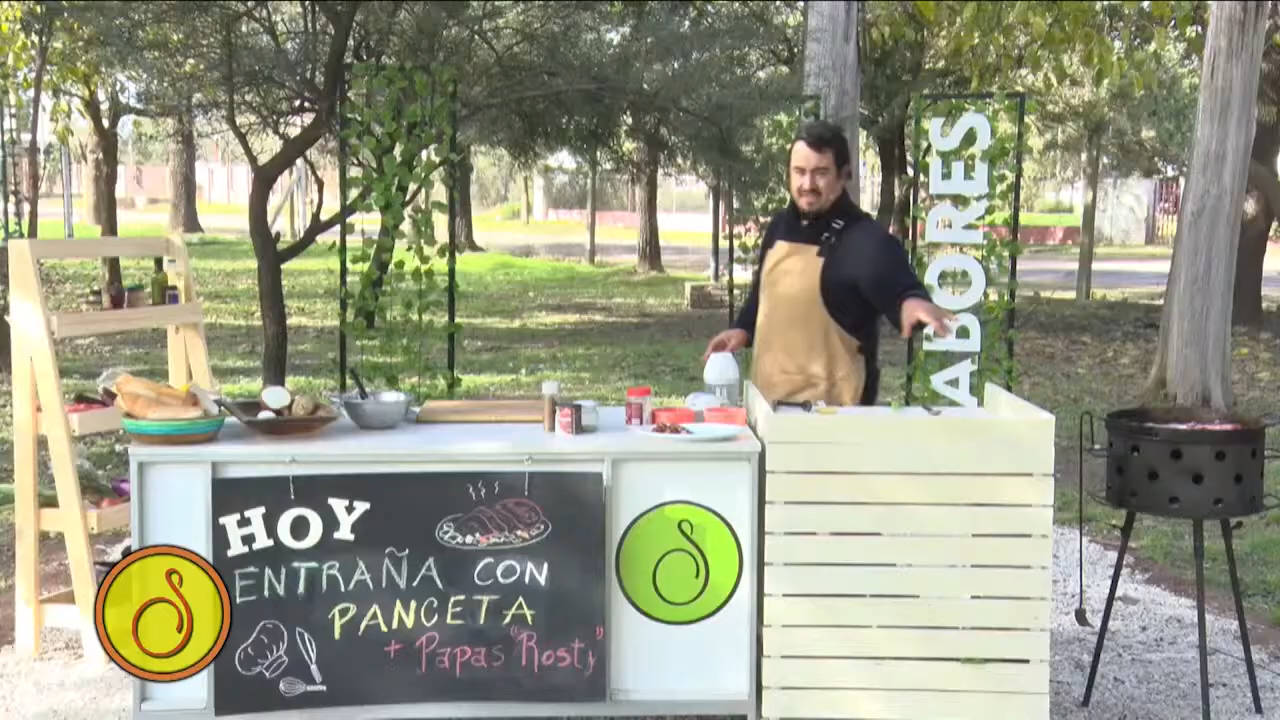 HOY
ENTRAÑA CON
PANCETA
+ Papas "Rosty"
ABORES
S
S